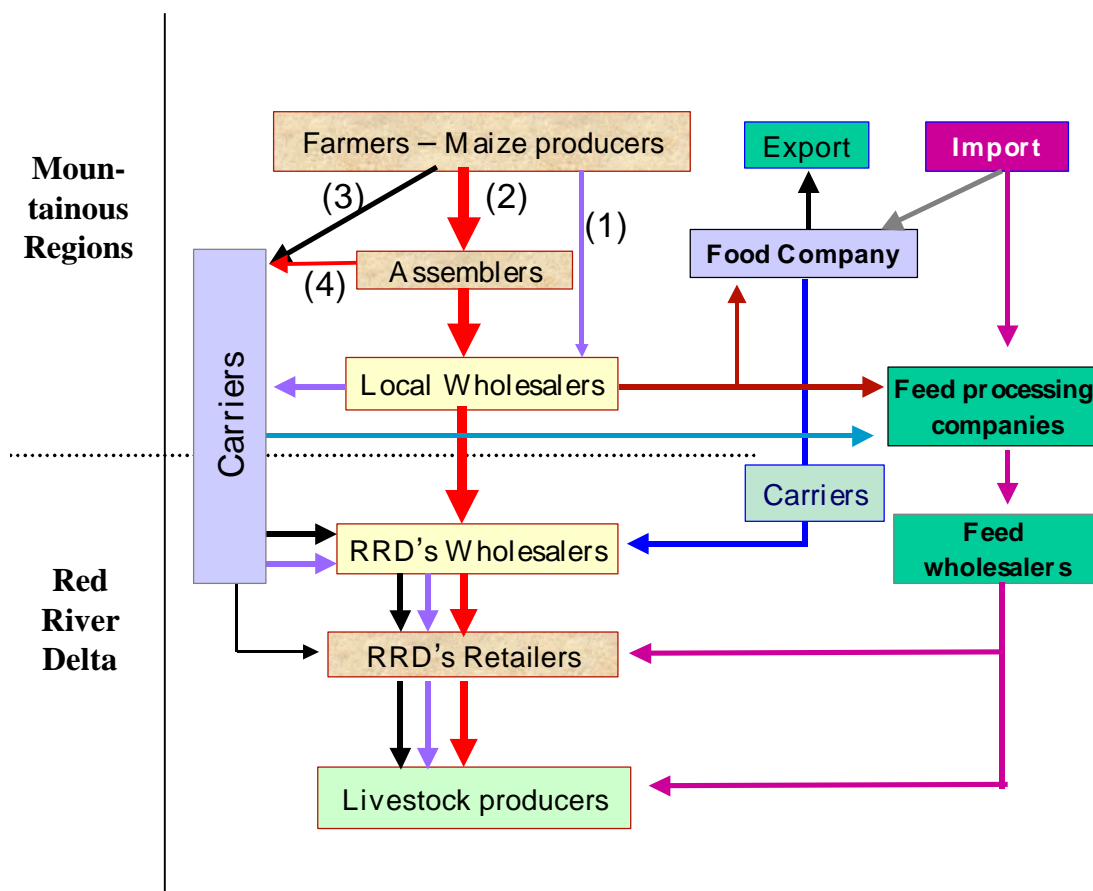 Farmers – Maize producers
Export
Import
Moun-
tainous
Regions
(3)
(2)
(1)
Food Company
Assemblers
(4)
Carriers
Local Wholesalers
Feed processing
companies
Carriers
RRD's Wholesalers
Feed
wholesalers
Red
River
Delta
RRD's Retailers
Livestock producers